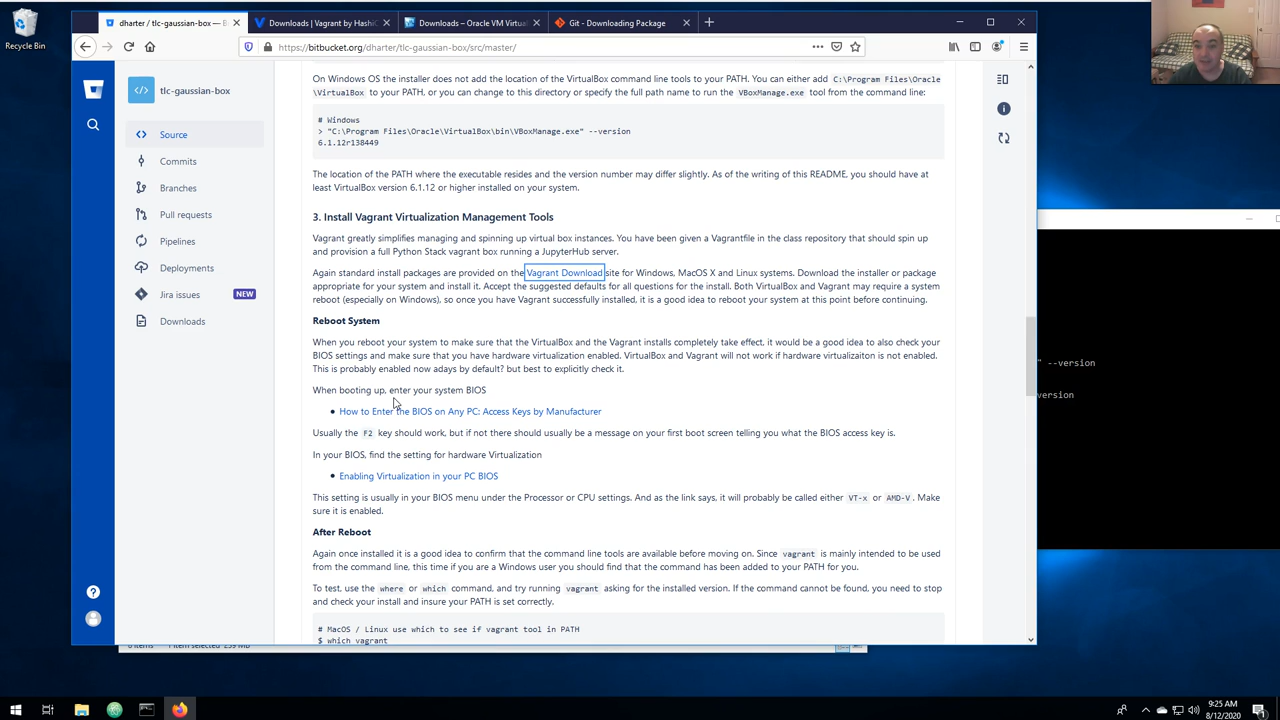 Recycle Bin
dharter / tlc-gaussian-box — B
Downloads | Vagrant by HashiC
Downloads – Oracle VM Virtua
Git - Downloading Package
https://bitbucket.org/dharter/tlc-gaussian-box/src/master/
tlc-gaussian-box
Source
Commits
Branches
Pull requests
Pipelines
Deployments
Jira issues NEW
Downloads
On Windows OS the installer does not add the location of the VirtualBox command line tools to your PATH. You can either add C:\Program Files\Oracle
\VirtualBox to your PATH, or you can change to this directory or specify the full path name to run the VBoxManage.exe tool from the command line:
# Windows
> "C:\Program Files\Oracle\VirtualBox\bin\VBoxManage.exe" --version
6.1.12r138449
The location of the PATH where the executable resides and the version number may differ slightly. As of the writing of this README, you should have at
least VirtualBox version 6.1.12 or higher installed on your system.
3. Install Vagrant Virtualization Management Tools
Vagrant greatly simplifies managing and spinning up virtual box instances. You have been given a Vagrantfile in the class repository that should spin up
and provision a full Python Stack vagrant box running a JupyterHub server.
Again standard install packages are provided on the Vagrant Download site for Windows, MacOS X and Linux systems. Download the installer or package
appropriate for your system and install it. Accept the suggested defaults for all questions for the install. Both VirtualBox and Vagrant may require a system
reboot (especially on Windows), so once you have Vagrant successfully installed, it is a good idea to reboot your system at this point before continuing.
Reboot System
When you reboot your system to make sure that the VirtualBox and the Vagrant installs completely take effect, it would be a good idea to also check your
BIOS settings and make sure that you have hardware virtualization enabled. VirtualBox and Vagrant will not work if hardware virtualizaiton is not enabled.
This is probably enabled now adays by default? but best to explicitly check it.
When booting up, enter your system BIOS
• How to Enter the BIOS on Any PC: Access Keys by Manufacturer
Usually the F2 key should work, but if not there should usually be a message on your first boot screen telling you what the BIOS access key is.
In your BIOS, find the setting for hardware Virtualization
• Enabling Virtualization in your PC BIOS
This setting is usually in your BIOS menu under the Processor or CPU settings. And as the link says, it will probably be called either VT-x or AMD-V. Make
sure it is enabled.
After Reboot
Again once installed it is a good idea to confirm that the command line tools are available before moving on. Since vagrant is mainly intended to be used
from the command line, this time if you are a Windows user you should find that the command has been added to your PATH for you.
To test, use the where or which command, and try running vagrant asking for the installed version. If the command cannot be found, you need to stop
and check your install and insure your PATH is set correctly.
# MacOS / Linux use which to see if vagrant tool in PATH
$ which vagrant
" --version
ersion
9:25 AM
8/12/2020